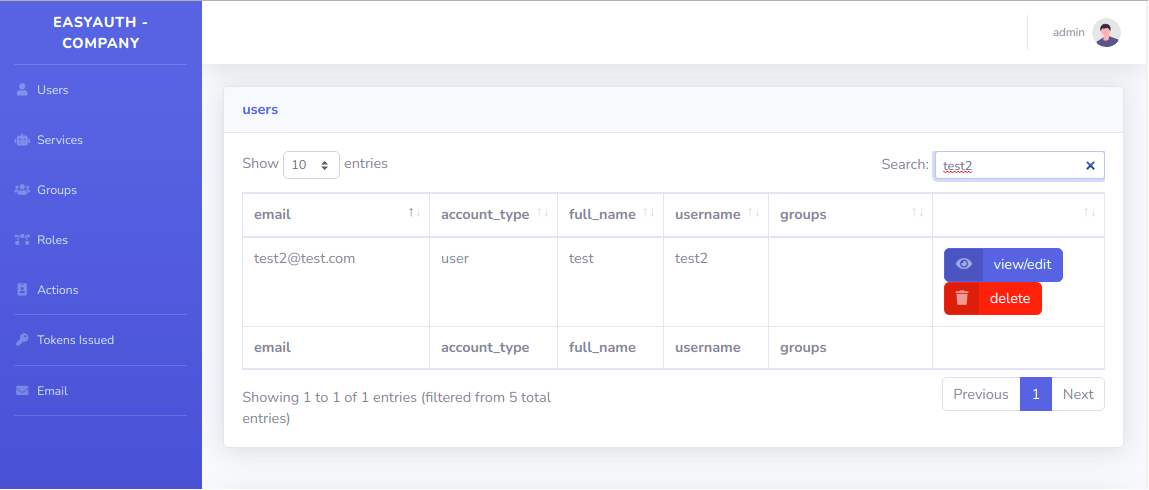 EASYAUTH -
COMPANY
admin
Users
Services
Groups
Roles
Actions
Tokens Issued
Email
users
Show 10 entries
Search: test2
email account_type full_name username groups
test2@test.com user test test2 view/edit
delete
email account_type full_name username groups
Showing 1 to 1 of 1 entries (filtered from 5 total
entries)
Previous 1 Next